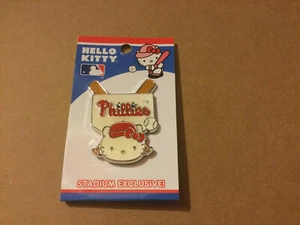 HELLO
KITTY.
Phillies
STADIUM EXCLUSIVE!